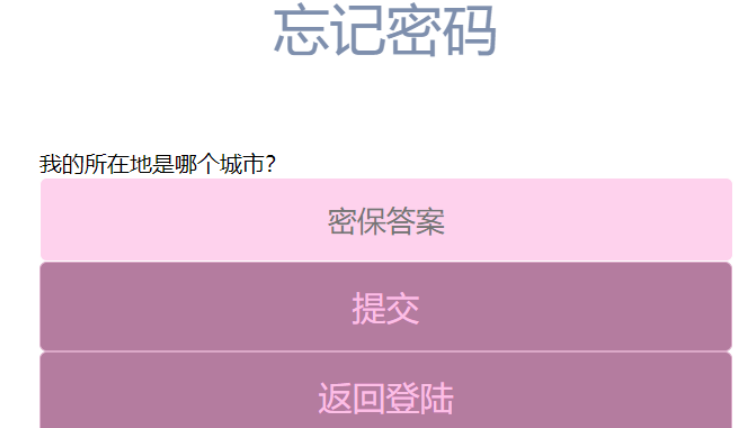 忘记密码
我的所在地是哪个城市?
密保答案
提交
返回登陆